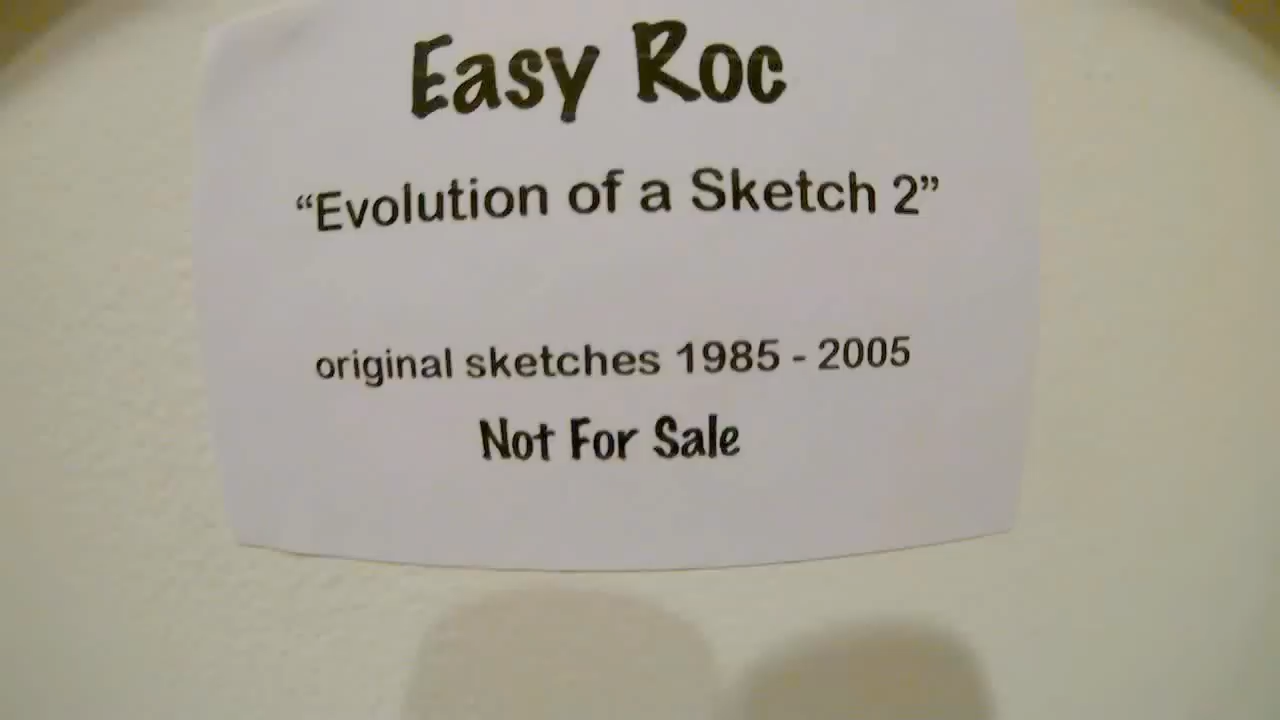 Easy Roc
“Evolution of a Sketch 2”
original sketches 1985 - 2005
Not For Sale